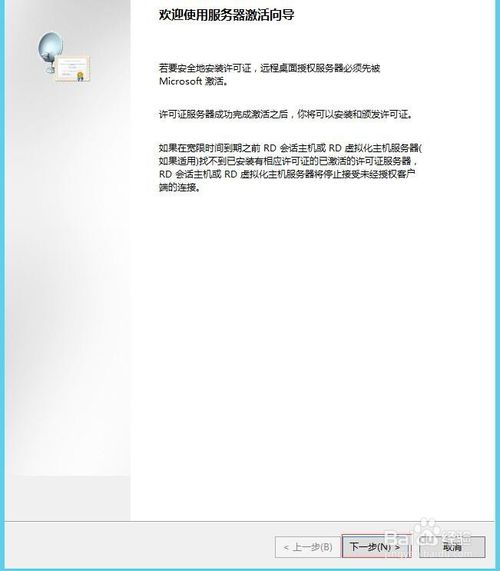 欢迎使用服务器激活向导
若要安全地安装许可证，远程桌面授权服务器必须先被
Microsoft 激活。
许可证服务器成功完成激活之后，你将可以安装和颁发许可证。
如果在宽限时间到期之前 RD 会话主机或 RD 虚拟化主机服务器(
如果适用)找不到已安装有相应许可证的已激活的许可证服务器，
RD 会话主机或 RD 虚拟化主机服务器将停止接受未经授权客户
端的连接。
< 上一步(B) 下一步(N) > 取消
Bai du 经验